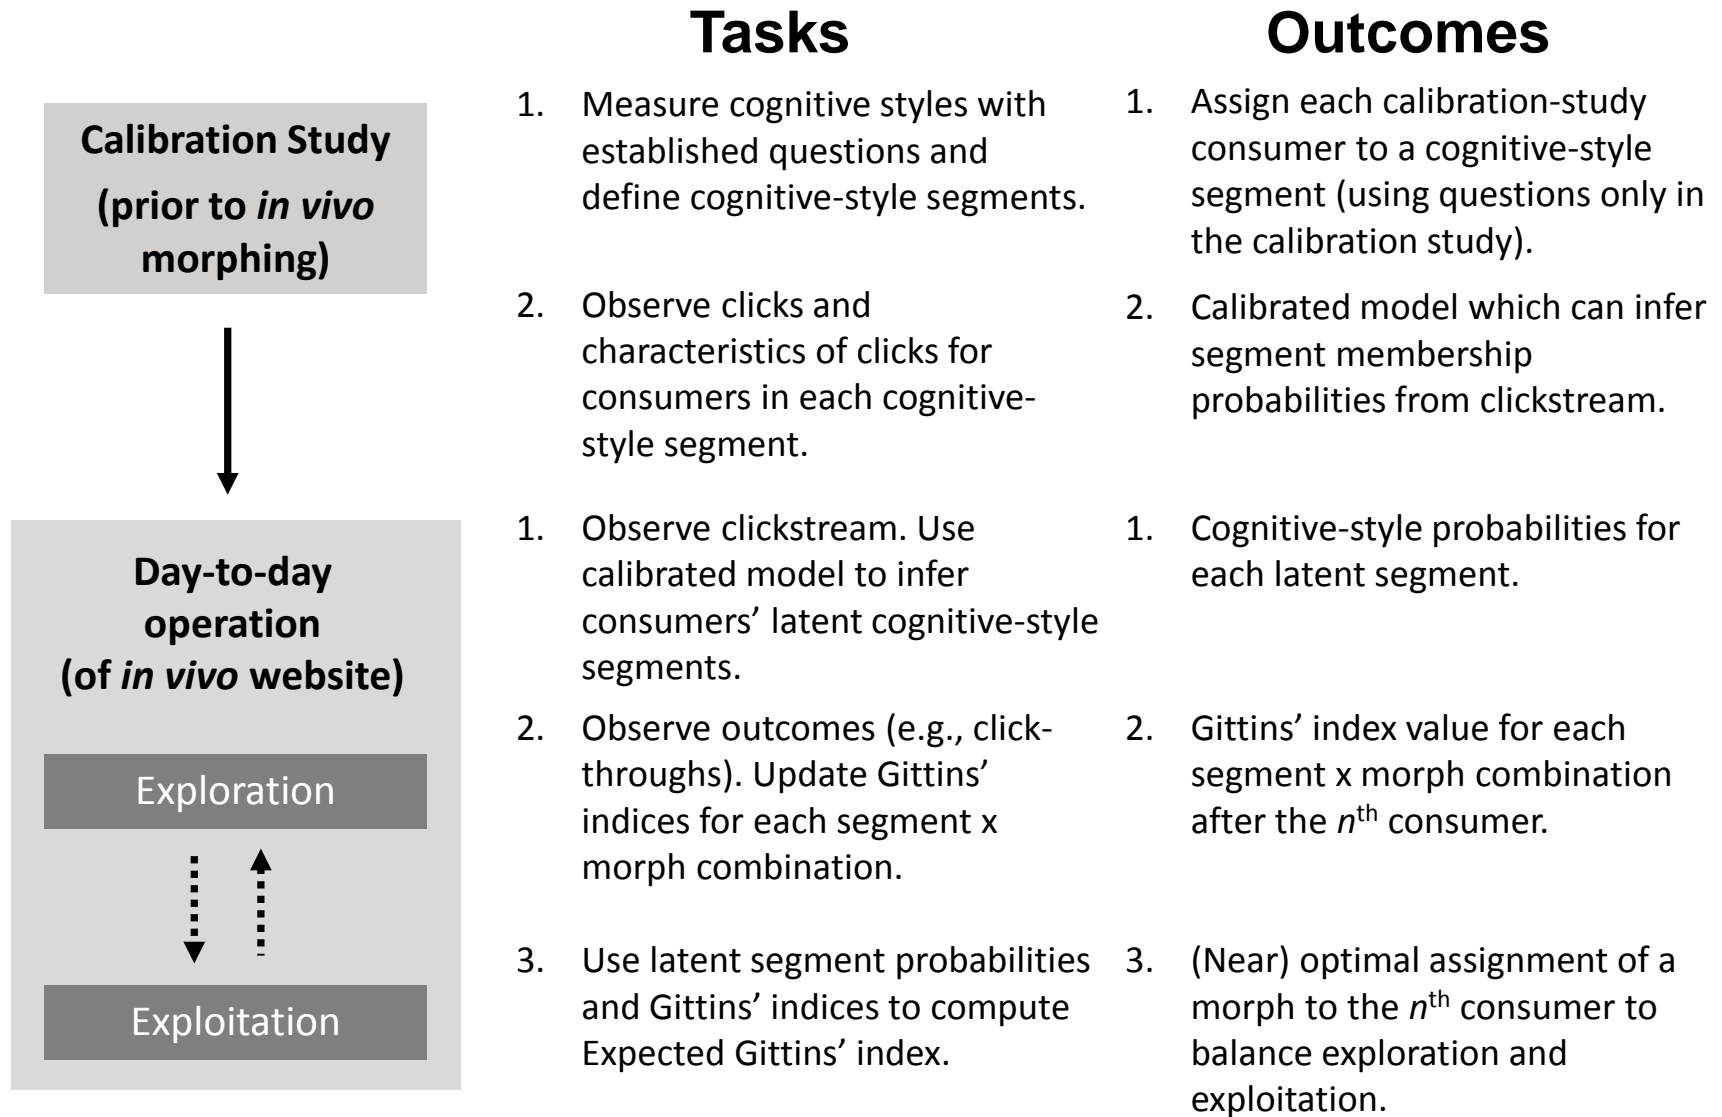 Tasks
Outcomes
Calibration Study
(prior to in vivo
morphing)
1. Measure cognitive styles with
established questions and
define cognitive-style segments.
1. Assign each calibration-study
consumer to a cognitive-style
segment (using questions only in
the calibration study).
2. Observe clicks and
characteristics of clicks for
consumers in each cognitive-
style segment.
2. Calibrated model which can infer
segment membership
probabilities from clickstream.
Day-to-day
operation
(of in vivo website)
Exploration
Exploitation
1. Observe clickstream. Use
calibrated model to infer
consumers’ latent cognitive-style
segments.
1. Cognitive-style probabilities for
each latent segment.
2. Observe outcomes (e.g., click-
throughs). Update Gittins’
indices for each segment x
morph combination.
2. Gittins’ index value for each
segment x morph combination
after the nth consumer.
3. Use latent segment probabilities
and Gittins’ indices to compute
Expected Gittins’ index.
3. (Near) optimal assignment of a
morph to the nth consumer to
balance exploration and
exploitation.